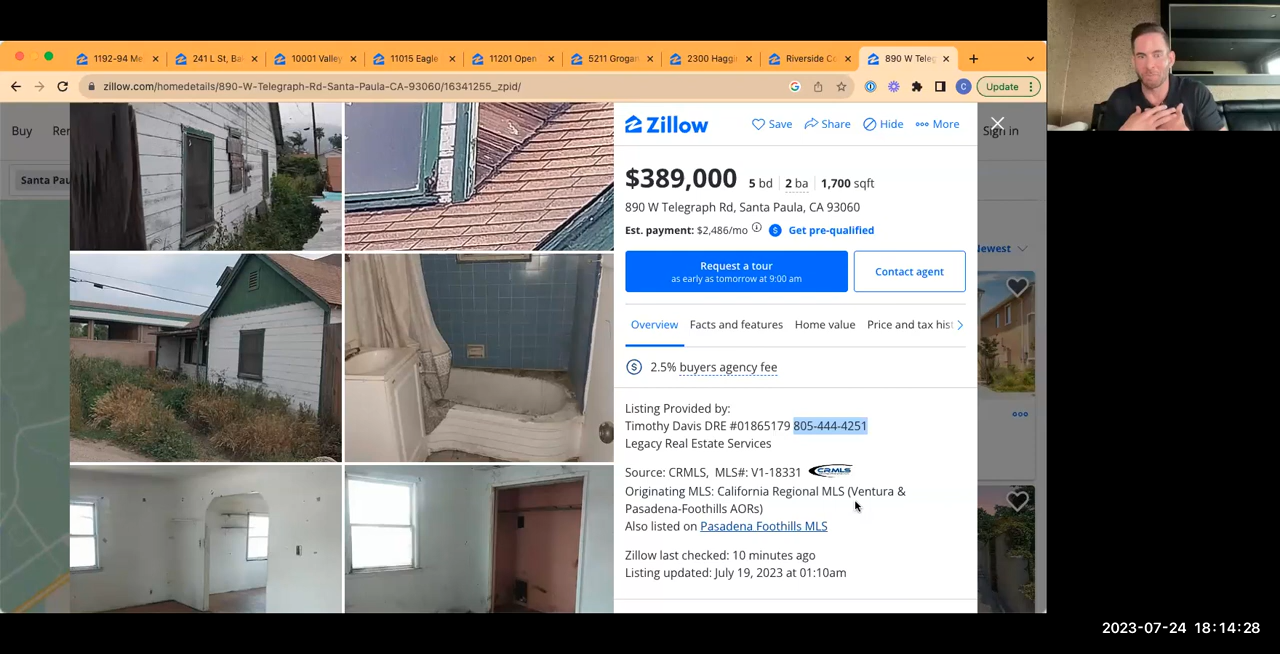 1192-94 Me
241 L St, Ba
10001 Valley
11015 Eagle
11201 Open
5211 Grogan
2300 Haggi
Riverside Co
890 W Teleg
zillow.com/homedetails/890-W-Telegraph-Rd-Santa-Paula-CA-93060/16341255_zpid/
C
Update
Buy
Ren
Zillow
Save
Share
Hide
More
Sign in
Santa Pau
$389,000 5 bd 2 ba 1,700 sqft
890 W Telegraph Rd, Santa Paula, CA 93060
Est. payment: $2,486/mo Get pre-qualified
Newest
Request a tour
as early as tomorrow at 9:00 am
Contact agent
Overview Facts and features Home value Price and tax hist
2.5% buyers agency fee
Listing Provided by:
Timothy Davis DRE #01865179 805-444-4251
Legacy Real Estate Services
Source: CRMLS, MLS#: V1-18331 CRMLS
Originating MLS: California Regional MLS (Ventura &
Pasadena-Foothills AORs)
Also listed on Pasadena Foothills MLS
Zillow last checked: 10 minutes ago
Listing updated: July 19, 2023 at 01:10am
2023-07-24 18:14:28